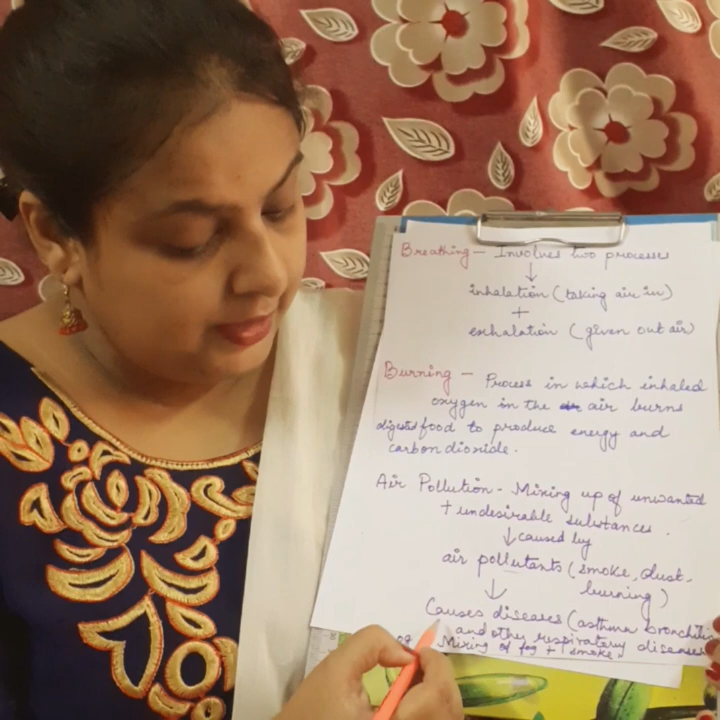 Breathing - Involves two processes
↓
inhalation (taking air in)
+
exhalation (given out air)
Burning - Process in which inhaled
oxygen in the air burns
digested food to produce energy and
carbon dioxide.
Air Pollution - Mixing up of unwanted
+ undesirable substances.
↓ caused by
air pollutants (smoke, dust,
burning)
↓
Causes diseases (asthma bronchitis
and other respiratory diseases
Mixing of fog + smoke